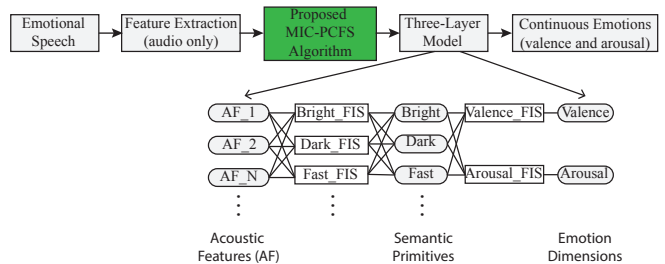 Emotional
Speech
Feature Extraction
(audio only)
Proposed
MIC-PCFS
Algorithm
Three-Layer
Model
Continuous Emotions
(valence and arousal)
AF_1
Bright_FIS
Bright
Valence_FIS
Valence
AF_2
Dark_FIS
Dark
AF_N
Fast_FIS
Fast
Arousal_FIS
Arousal
Acoustic
Features (AF)
Semantic
Primitives
Emotion
Dimensions